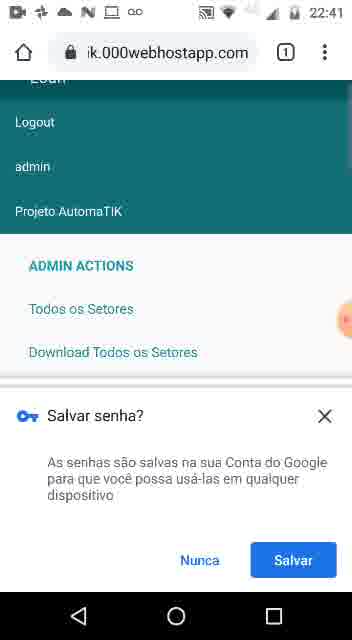 22:41
ik.000webhostapp.com
1
Logout
admin
Projeto AutomaTIK
ADMIN ACTIONS
Todos os Setores
Download Todos os Setores
Salvar senha?
As senhas são salvas na sua Conta do Google
para que você possa usá-las em qualquer
dispositivo
Nunca
Salvar